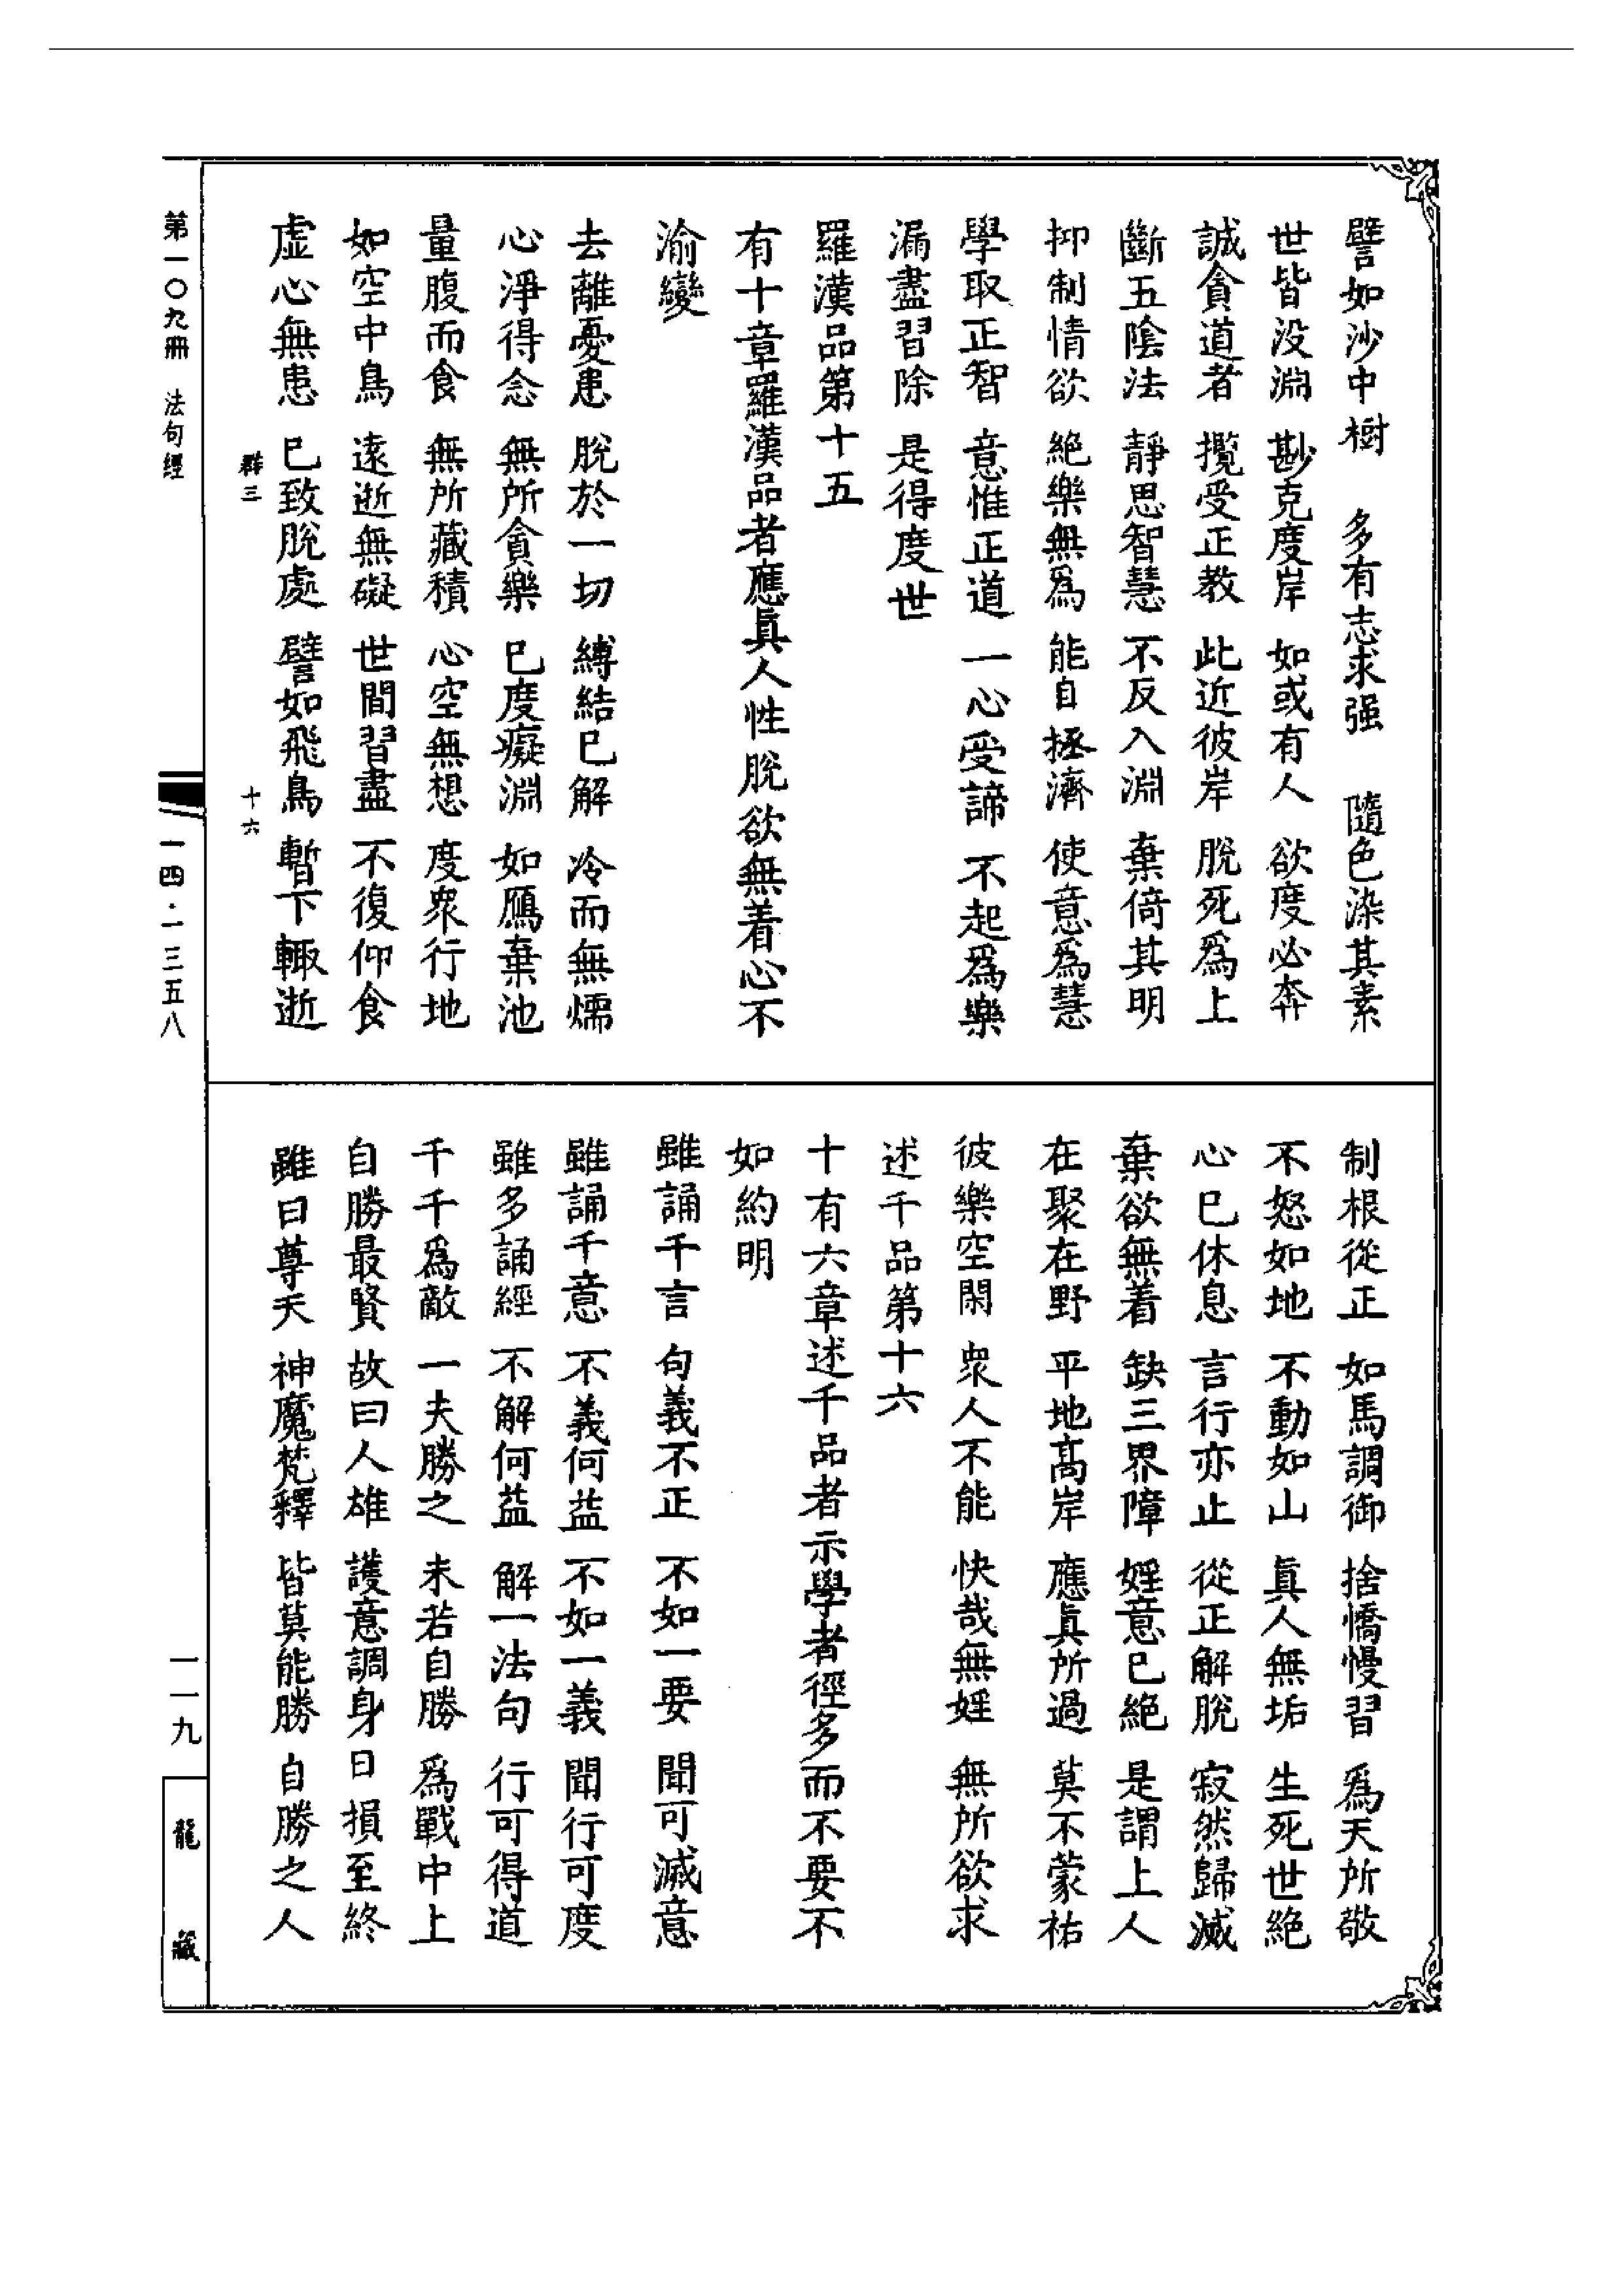 譬如沙中樹　多有志求强　隨色染其素
世皆没淵　尠克度岸　如或有人　欲度必奔
誠貪道者　攬受正教　此近彼岸　脫死爲上
斷五陰法　靜思智慧　不反入淵　棄倚其明
抑制情欲　絶樂無爲　能自拯濟　使意爲慧
學取正智　意惟正道　一心受諦　不起爲樂
漏盡習除　是得度世
羅漢品第十五
有十章羅漢品者應真人性脫欲無着心不
渝變
去離憂患　脫於一切　縛結已解　冷而無煗
心淨得念　無所貪樂　已度癡淵　如鴈棄池
量腹而食　無所藏積　心空無想　度衆行地
如空中鳥　遠逝無礙　世間習盡　不復仰食
虛心無患　已致脫處　譬如飛鳥　暫下輙逝
群三　十六
制根從正　如馬調御　捨憍慢習　爲天所敬
不怒如地　不動如山　真人無垢　生死世絶
心已休息　言行亦止　從正解脫　寂然歸滅
棄欲無着　缺三界障　婬意已絶　是謂上人
在聚在野　平地高岸　應真所過　莫不蒙祐
彼樂空閑　衆人不能　快哉無婬　無所欲求
述千品第十六
十有六章述千品者示學者徑多而不要不
如約明
雖誦千言　句義不正　不如一要　聞可滅意
雖誦千意　不義何益　不如一義　聞行可度
雖多誦經　不解何益　解一法句　行可得道
千千爲敵　一夫勝之　未若自勝　爲戰中上
自勝最賢　故曰人雄　護意調身　日損至終
雖曰尊天　神魔梵釋　皆莫能勝　自勝之人
第一〇九冊　法句經
一四·一三五八
一一九
龍藏